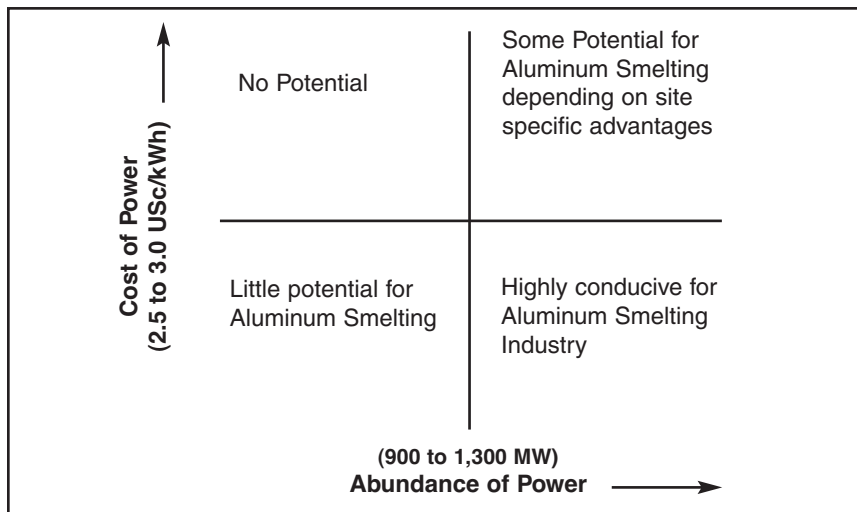 No Potential
Some Potential for
Aluminum Smelting
depending on site
specific advantages
Cost of Power
(2.5 to 3.0 USc/kWh)
Little potential for
Aluminum Smelting
Highly conducive for
Aluminum Smelting
Industry
(900 to 1,300 MW)
Abundance of Power